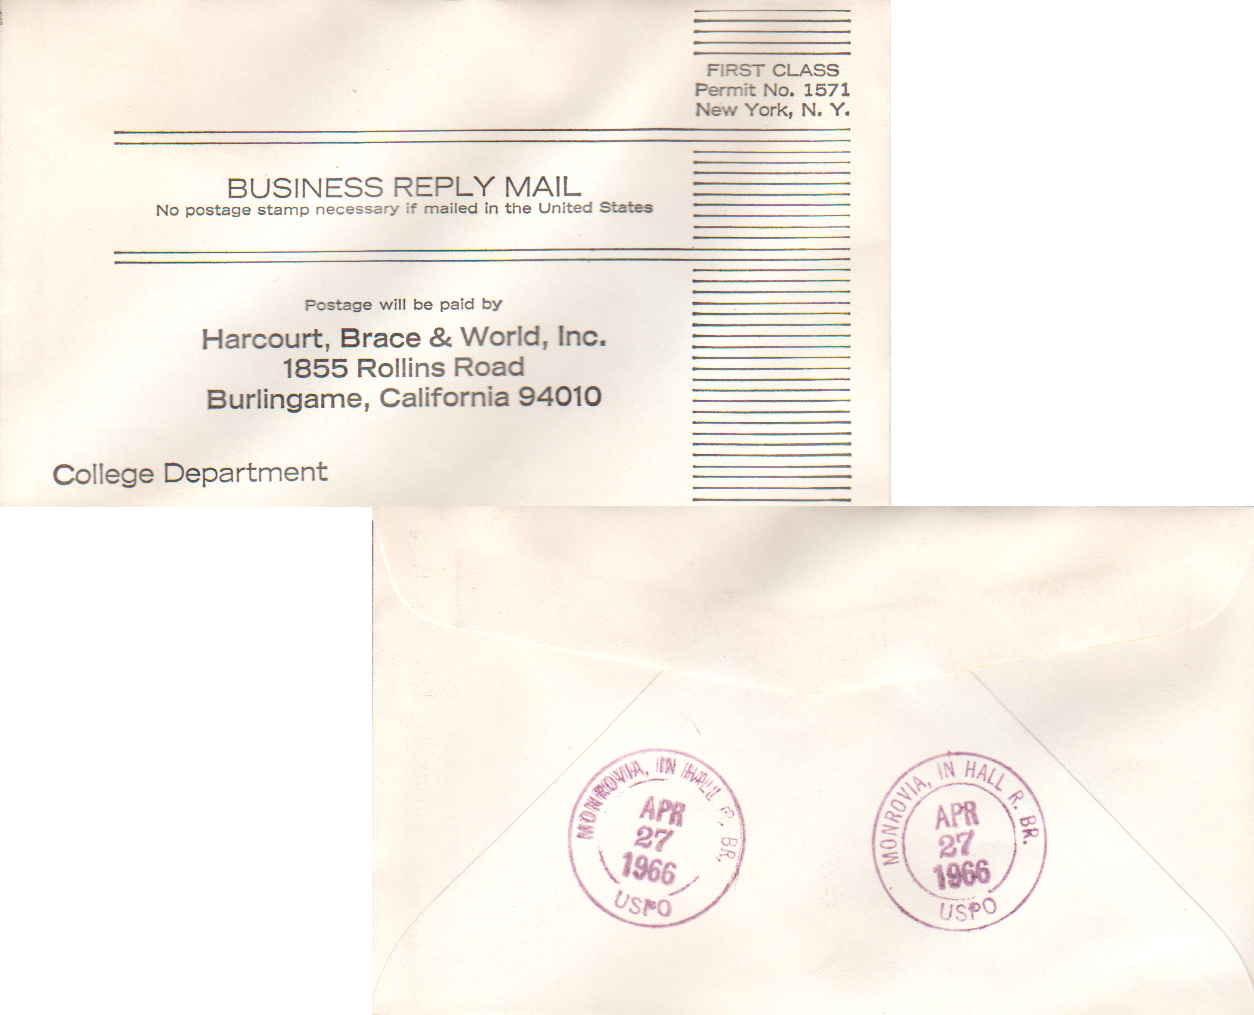 FIRST CLASS
Permit No. 1571
New York, N. Y.
BUSINESS REPLY MAIL
No postage stamp necessary if mailed in the United States
Postage will be paid by
Harcourt, Brace & World, Inc.
1855 Rollins Road
Burlingame, California 94010
College Department
MONROVIA, IN HALL R. BR.
APR
27
1966
USPO
MONROVIA, IN HALL R. BR.
APR
27
1966
USPO